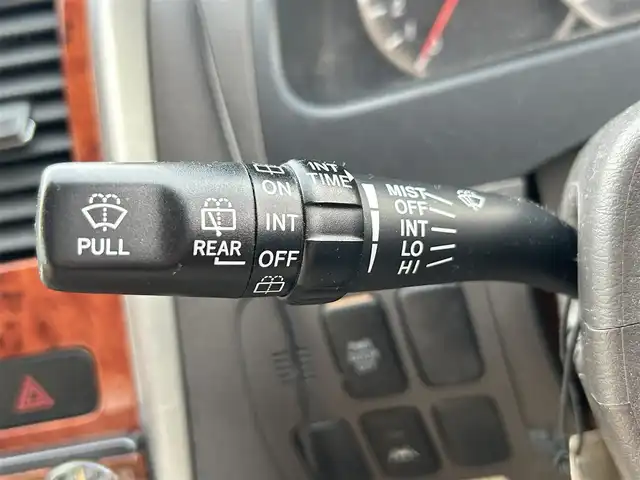 PULL
REAR
ON
INT
OFF
INT
TIME
MIST
OFF
INT
LO
HI